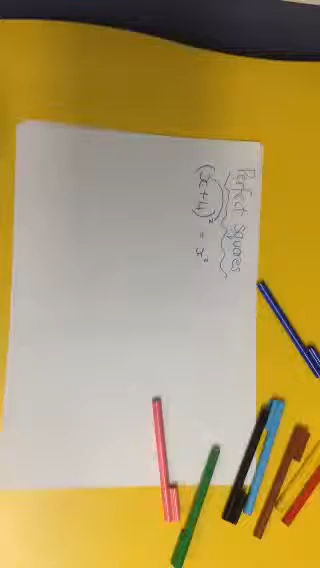 Perfect Squares
(x+4)² = x²